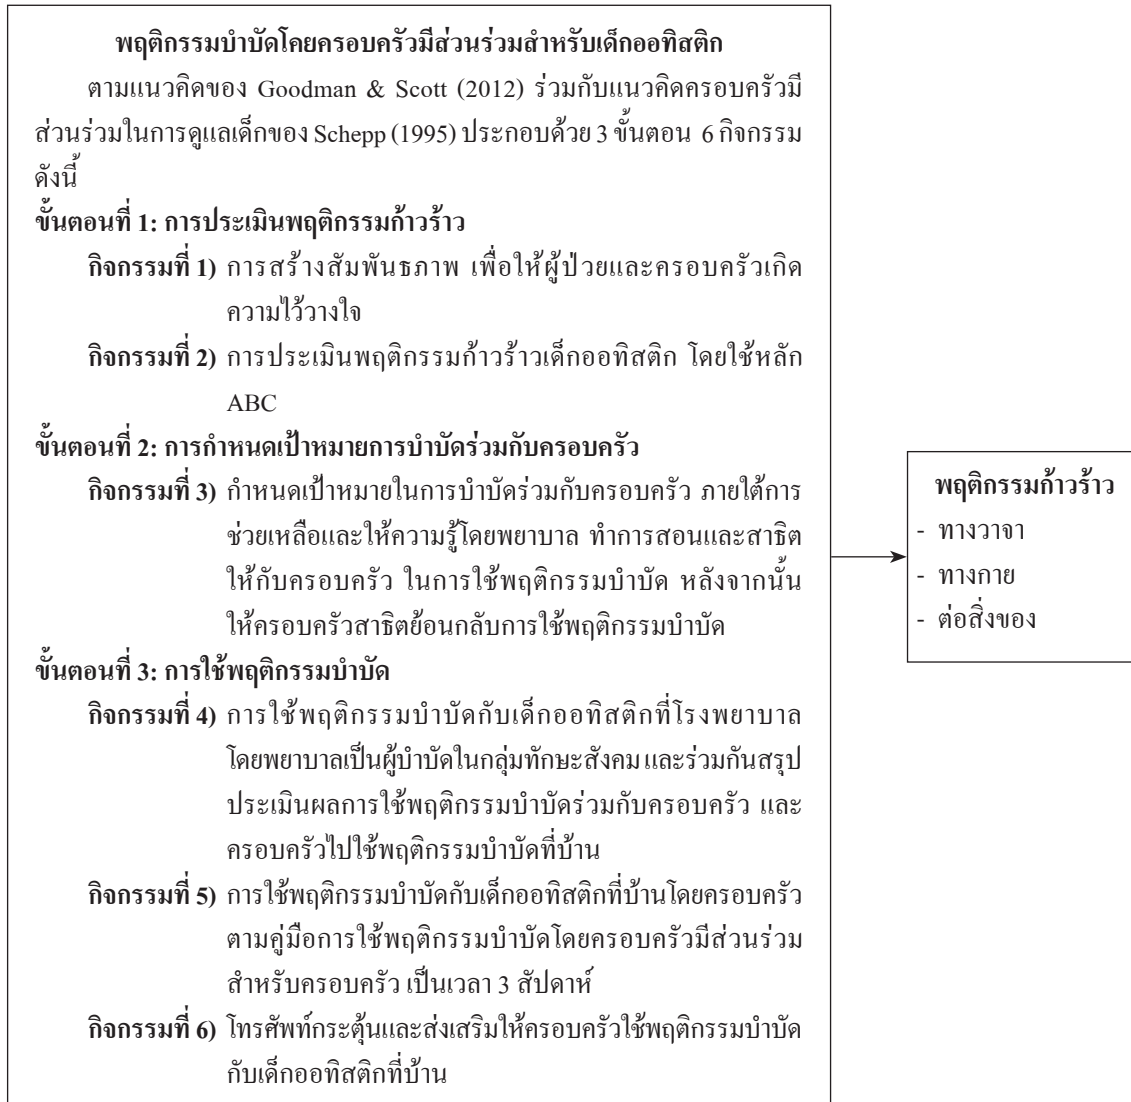 พฤติกรรมบำบัดโดยครอบครัวมีส่วนร่วมสำหรับเด็กออทิสติก
ตามแนวคิดของ Goodman & Scott (2012) ร่วมกับแนวคิดครอบครัวมี
ส่วนร่วมในการดูแลเด็กของ Schepp (1995) ประกอบด้วย 3 ขั้นตอน 6 กิจกรรม
ดังนี้
ขั้นตอนที่ 1: การประเมินพฤติกรรมก้าวร้าว
กิจกรรมที่ 1) การสร้างสัมพันธภาพ เพื่อให้ผู้ป่วยและครอบครัวเกิด
ความไว้วางใจ
กิจกรรมที่ 2) การประเมินพฤติกรรมก้าวร้าวเด็กออทิสติก โดยใช้หลัก
ABC
ขั้นตอนที่ 2: การกำหนดเป้าหมายการบำบัดร่วมกับครอบครัว
กิจกรรมที่ 3) กำหนดเป้าหมายในการบำบัดร่วมกับครอบครัว ภายใต้การ
ช่วยเหลือและให้ความรู้โดยพยาบาล ทำการสอนและสาธิต
ให้กับครอบครัว ในการใช้พฤติกรรมบำบัด หลังจากนั้น
ให้ครอบครัวสาธิตย้อนกลับการใช้พฤติกรรมบำบัด
ขั้นตอนที่ 3: การใช้พฤติกรรมบำบัด
กิจกรรมที่ 4) การใช้พฤติกรรมบำบัดกับเด็กออทิสติกที่โรงพยาบาล
โดยพยาบาลเป็นผู้บำบัดในกลุ่มทักษะสังคม และร่วมกันสรุป
ประเมินผลการใช้พฤติกรรมบำบัดร่วมกับครอบครัว และ
ครอบครัวไปใช้พฤติกรรมบำบัดที่บ้าน
กิจกรรมที่ 5) การใช้พฤติกรรมบำบัดกับเด็กออทิสติกที่บ้านโดยครอบครัว
ตามคู่มือการใช้พฤติกรรมบำบัดโดยครอบครัวมีส่วนร่วม
สำหรับครอบครัว เป็นเวลา 3 สัปดาห์
กิจกรรมที่ 6) โทรศัพท์กระตุ้นและส่งเสริมให้ครอบครัวใช้พฤติกรรมบำบัด
กับเด็กออทิสติกที่บ้าน
พฤติกรรมก้าวร้าว
- ทางวาจา
- ทางกาย
- ต่อสิ่งของ